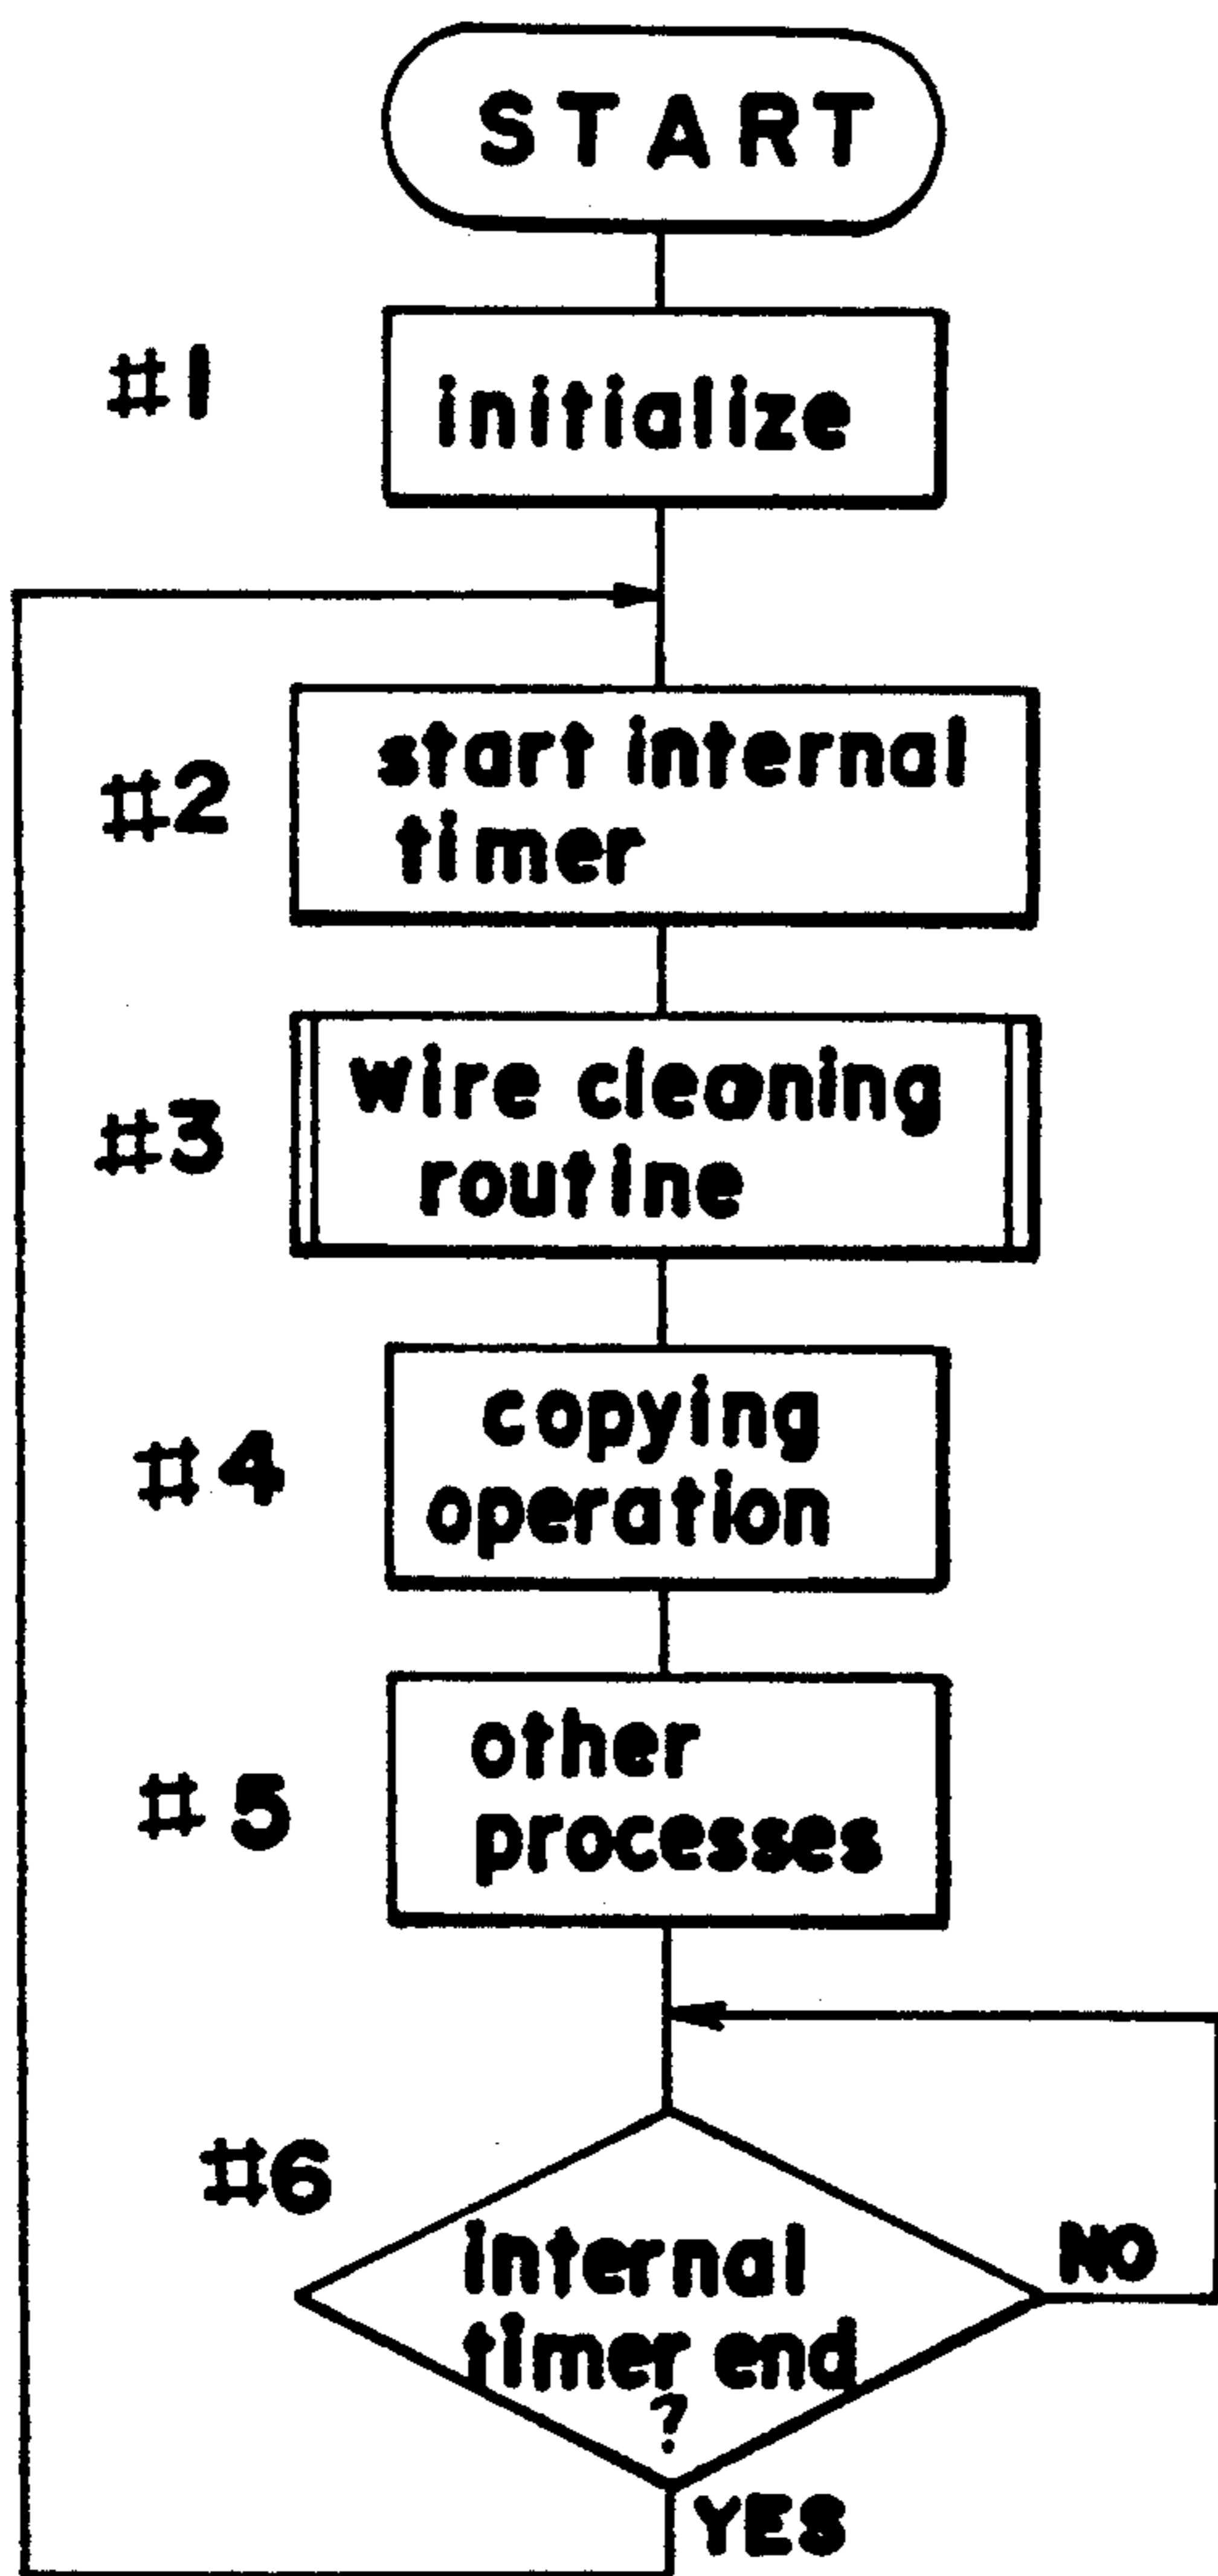 START
#1
initialize
#2
start internal
timer
#3
wire cleaning
routine
#4
copying
operation
#5
other
processes
#6
internal
timer end
?
NO
YES